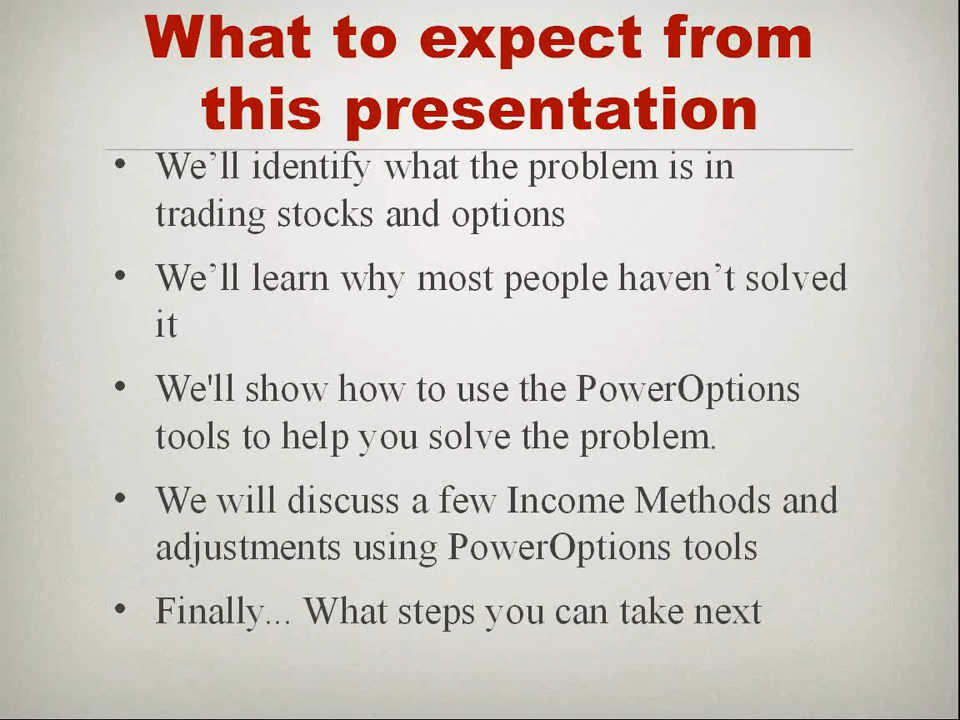 What to expect from
this presentation
• We’ll identify what the problem is in
trading stocks and options
• We’ll learn why most people haven’t solved
it
• We'll show how to use the PowerOptions
tools to help you solve the problem.
• We will discuss a few Income Methods and
adjustments using PowerOptions tools
• Finally... What steps you can take next